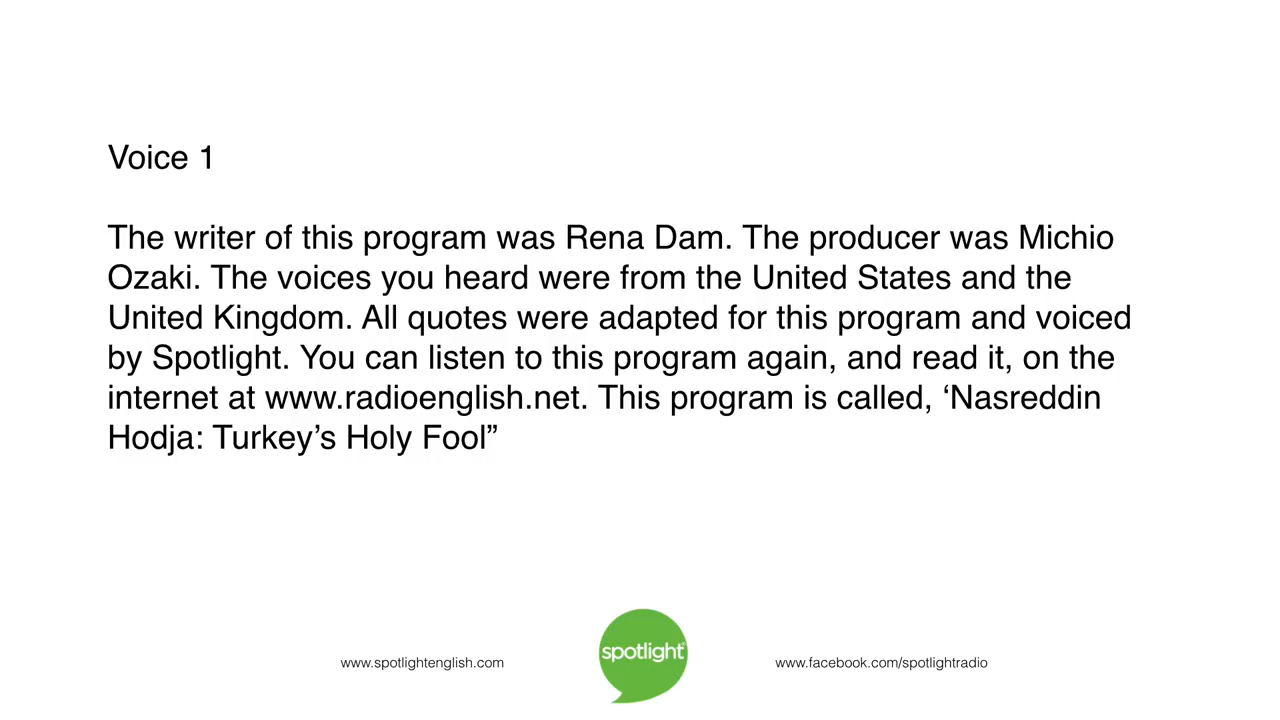 Voice 1
The writer of this program was Rena Dam. The producer was Michio
Ozaki. The voices you heard were from the United States and the
United Kingdom. All quotes were adapted for this program and voiced
by Spotlight. You can listen to this program again, and read it, on the
internet at www.radioenglish.net. This program is called, ‘Nasreddin
Hodja: Turkey’s Holy Fool”
www.spotlightenglish.com
spotlight
www.facebook.com/spotlightradio